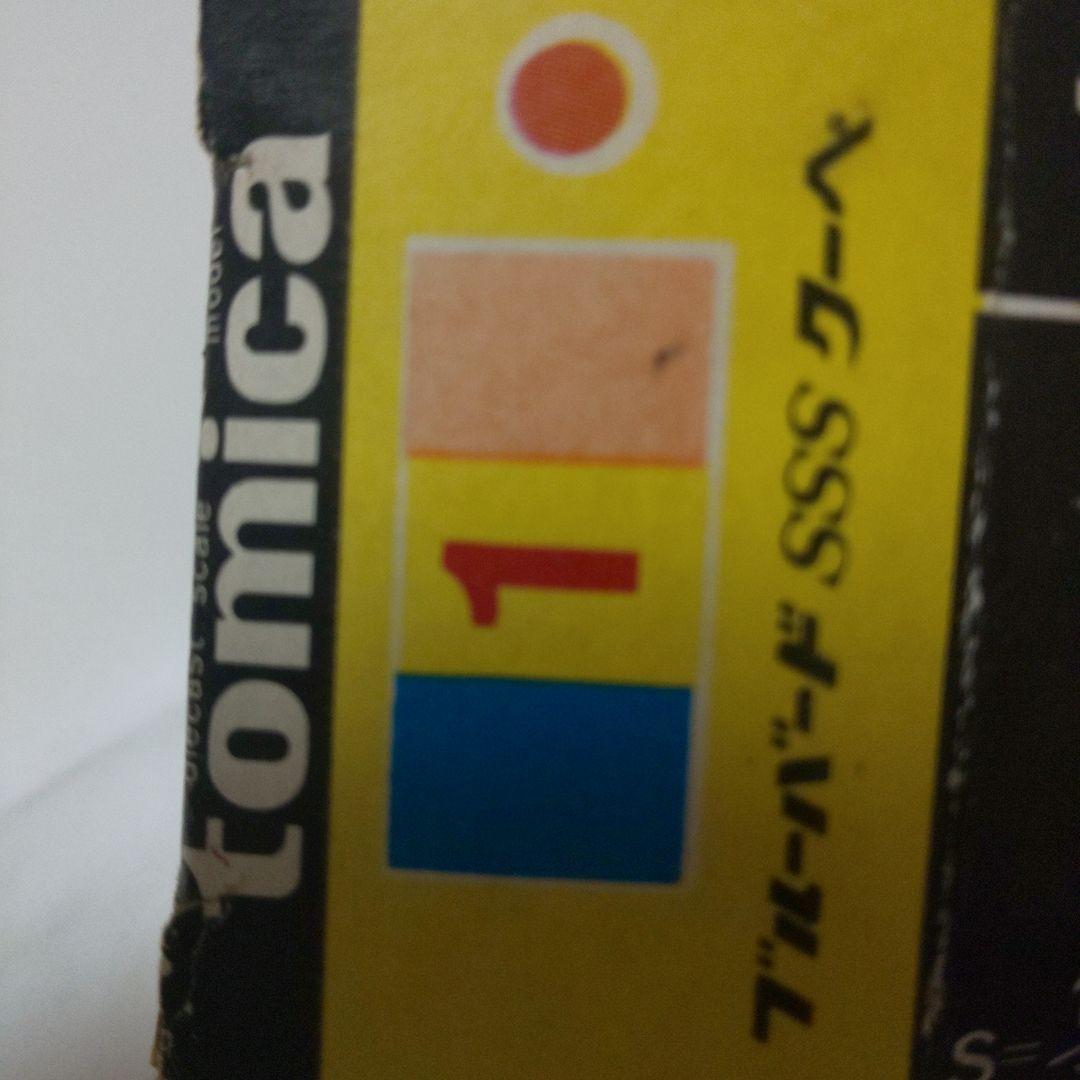 diecast scale model
tomica
1
ブルーバード SSS クーペ
S=